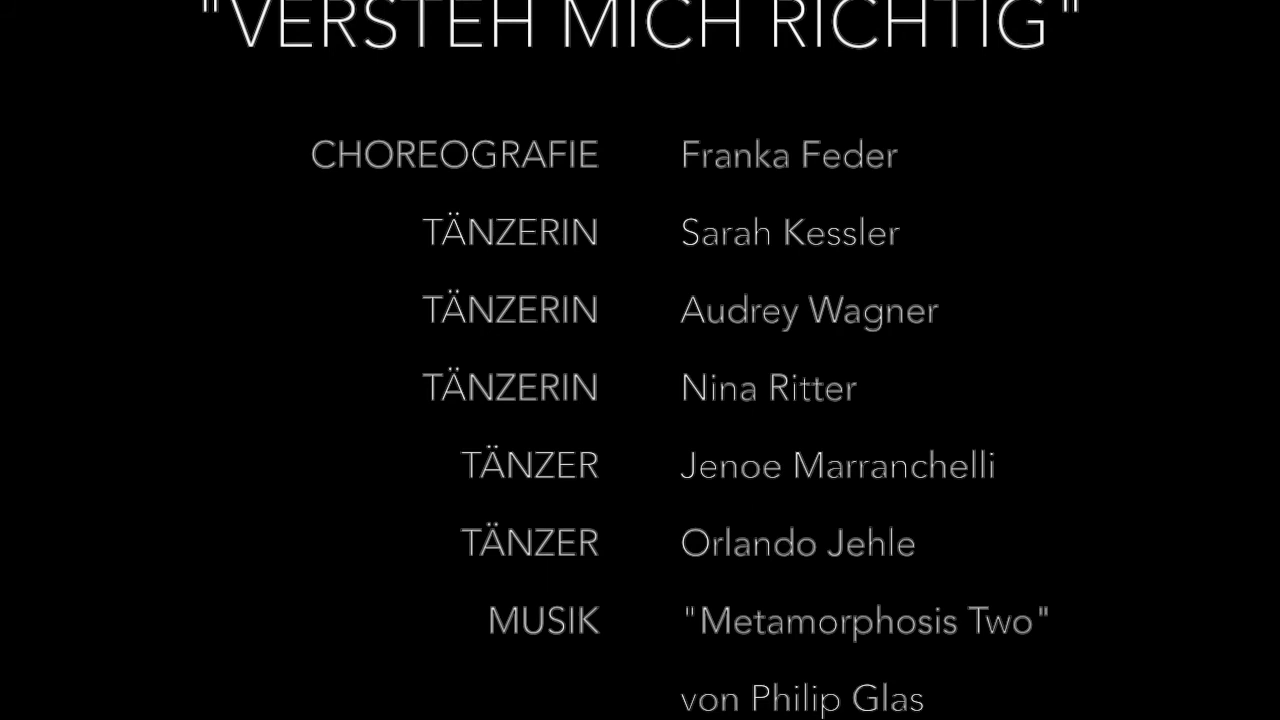 "VERSTEH MICH RICHTIG"
CHOREOGRAFIE Franka Feder
TÄNZERIN Sarah Kessler
TÄNZERIN Audrey Wagner
TÄNZERIN Nina Ritter
TÄNZER Jenoe Marranchelli
TÄNZER Orlando Jehle
MUSIK "Metamorphosis Two"
von Philip Glas